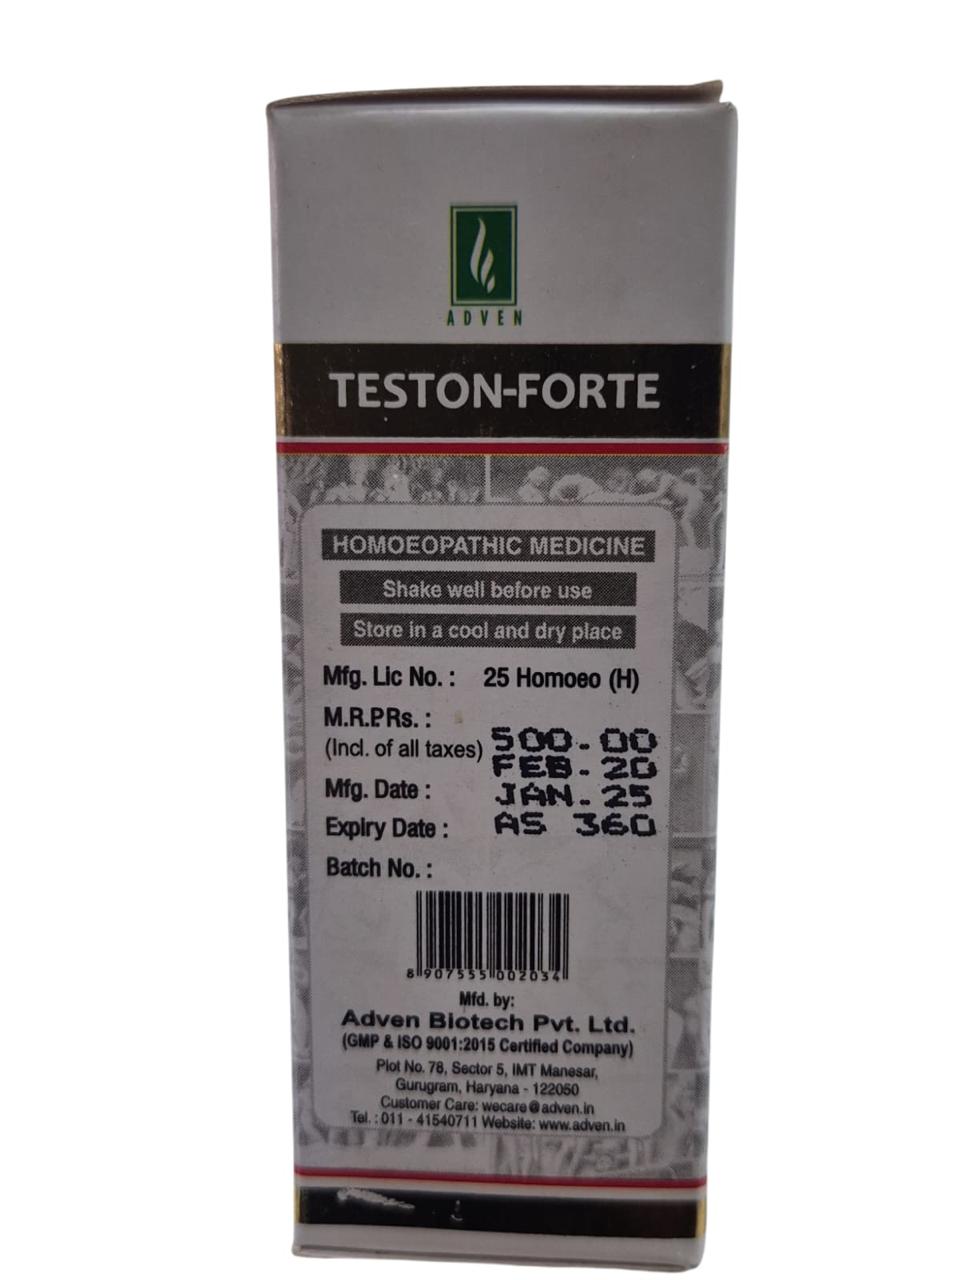 ADVEN
TESTON-FORTE
HOMOEOPATHIC MEDICINE
Shake well before use
Store in a cool and dry place
Mfg. Lic No. : 25 Homoeo (H)
M.R.PRs. :
(Incl. of all taxes) 500.00
FEB. 20
Mfg. Date : JAN. 25
Expiry Date : AS 360
Batch No. :
8 907555 002034
Mfd. by:
Adven Biotech Pvt. Ltd.
(GMP & ISO 9001:2015 Certified Company)
Plot No. 78, Sector 5, IMT Manesar,
Gurugram, Haryana - 122050
Customer Care: wecare@adven.in
Tel. : 011 - 41540711 Website: www.adven.in